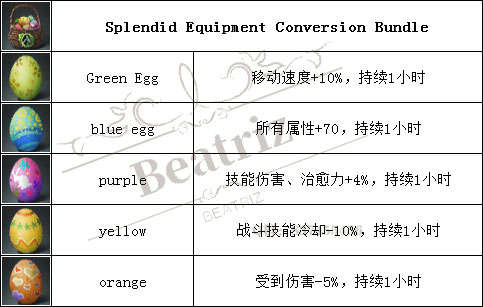 Splendid Equipment Conversion Bundle
Green Egg 移动速度+10%，持续1小时
blue egg 所有属性+70，持续1小时
purple 技能伤害、治愈力+4%，持续1小时
yellow 战斗技能冷却-10%，持续1小时
orange 受到伤害-5%，持续1小时
Beatriz
BEATRIZ